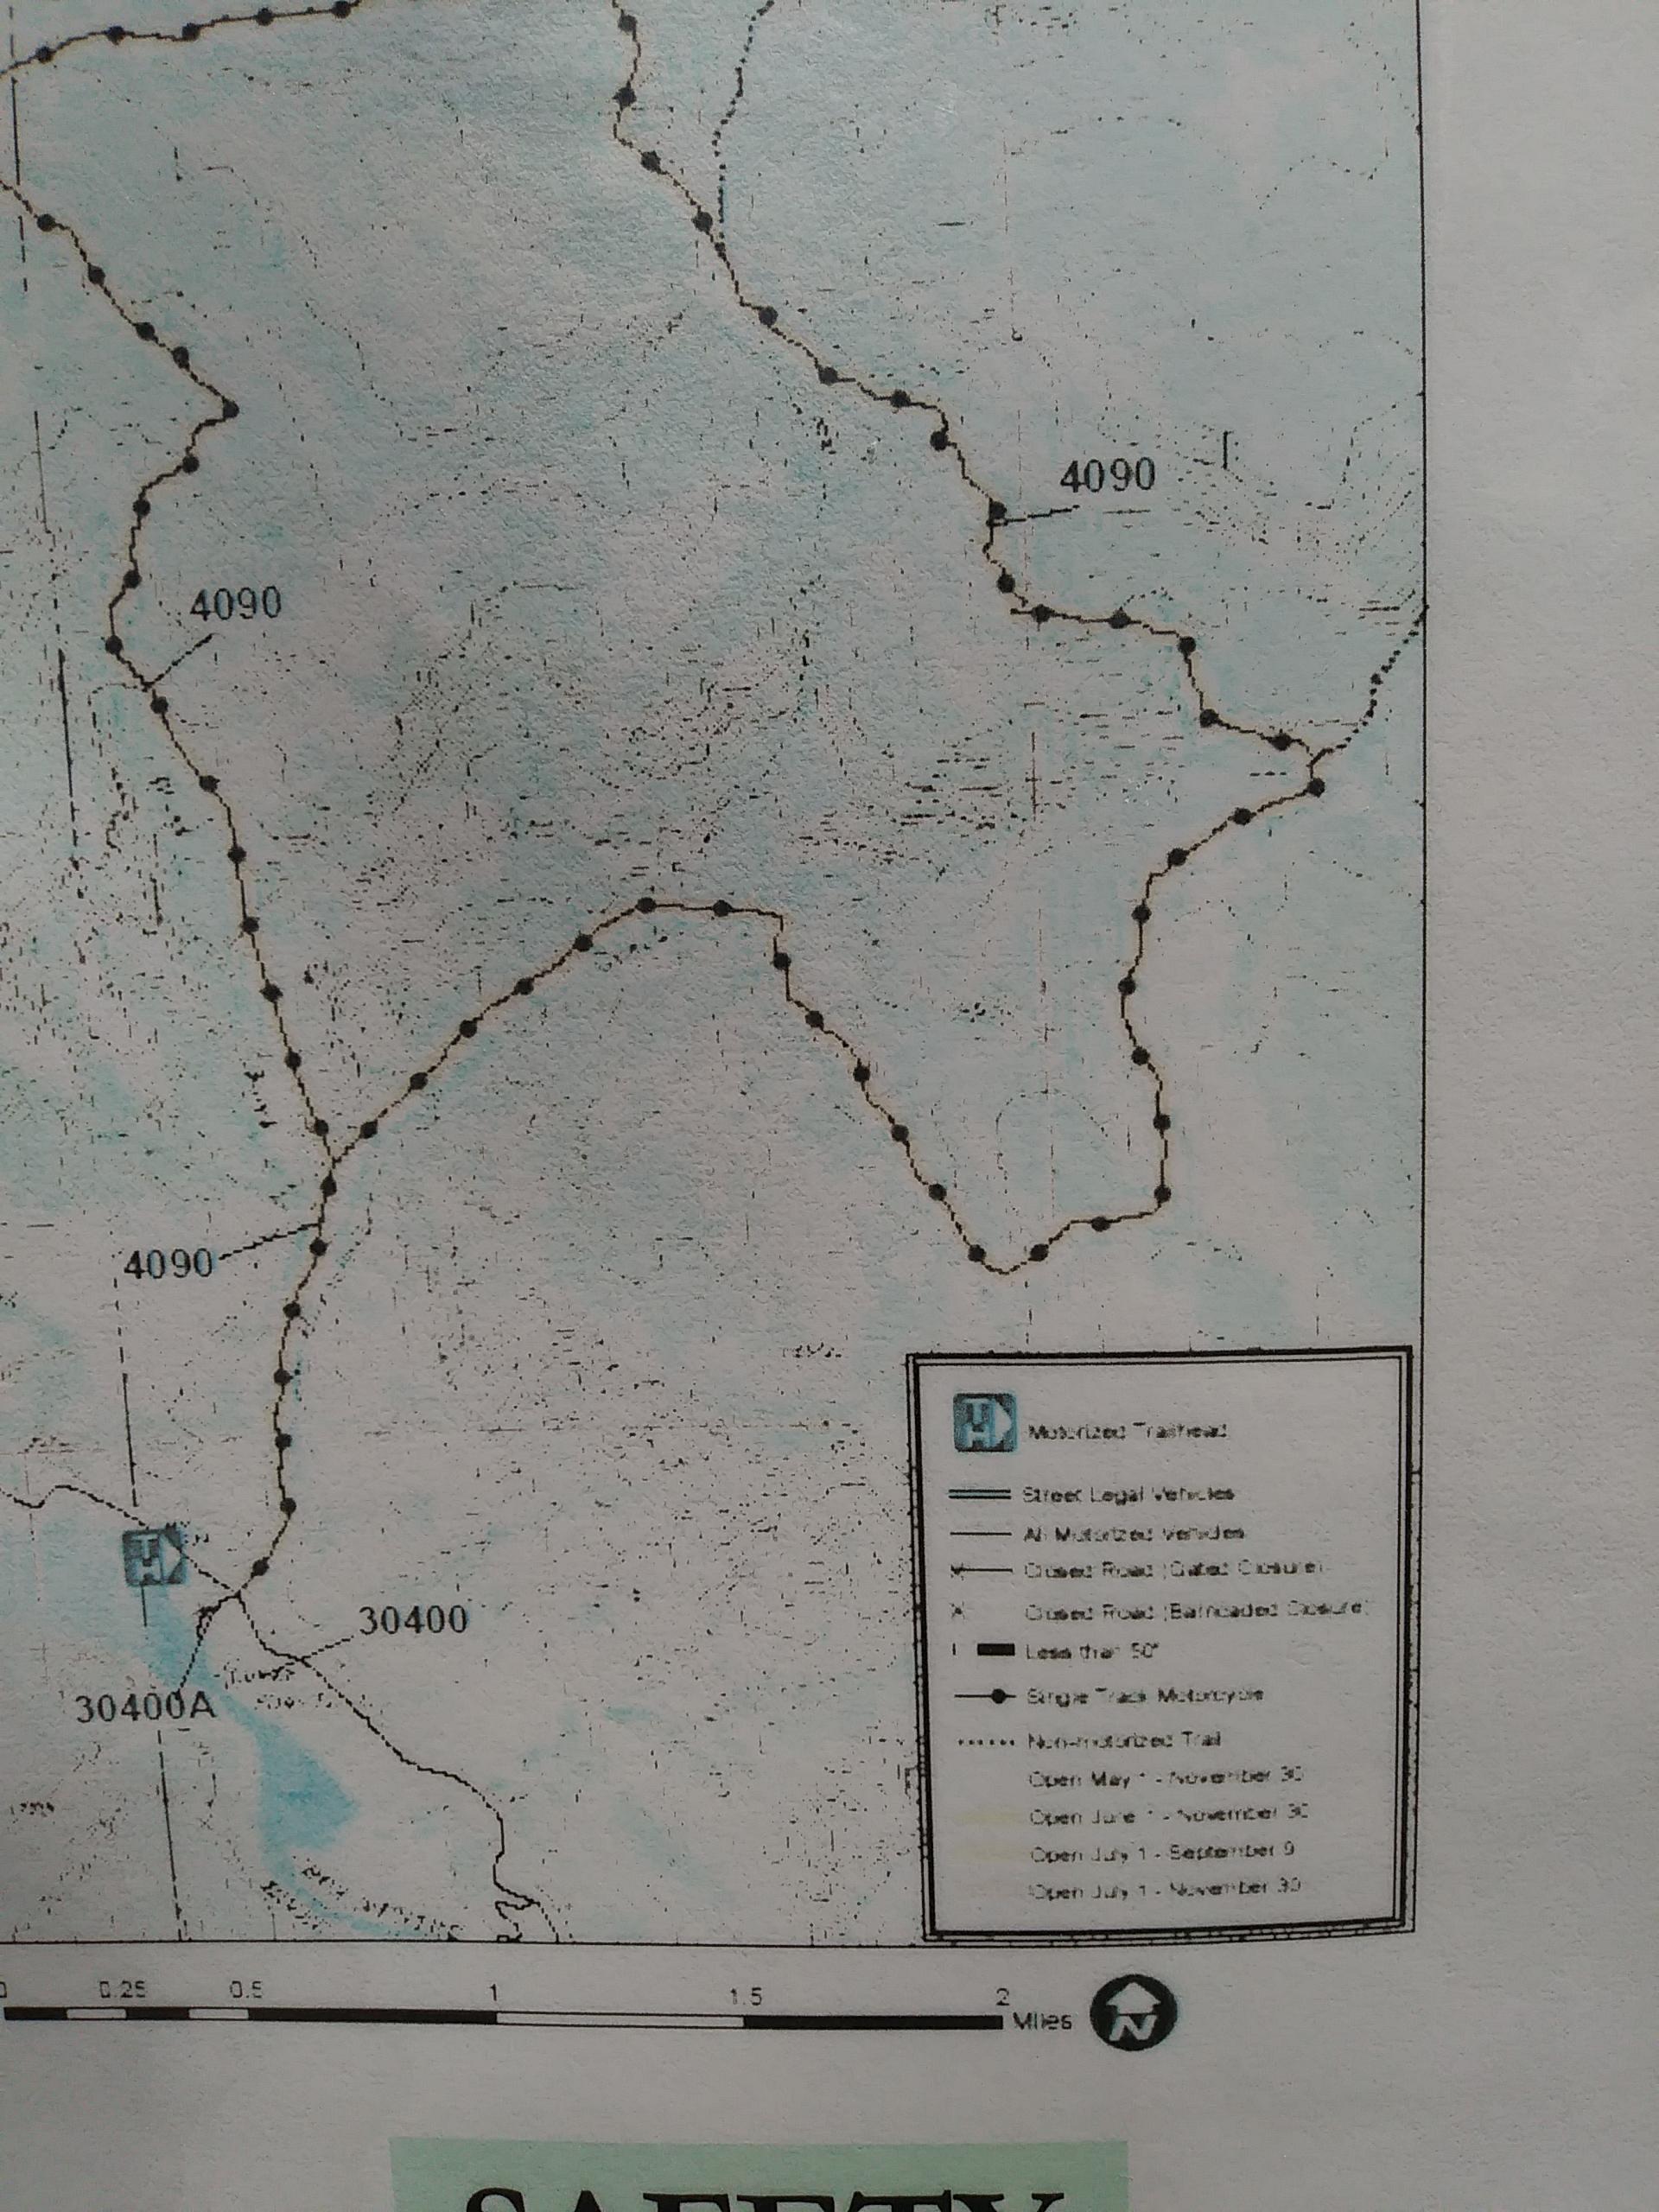 4090
4090
4090
30400A
30400
Motorized Trailhead
Street Legal Vehicles
All Motorized Vehicles
Closed Road (Gated Closure)
Closed Road (Barricaded Closure)
Less than 50"
Single Track Motorcycle
Non-motorized Trail
Open May 1 - November 30
Open June 1 - November 30
Open July 1 - September 9
Open July 1 - November 30
0 0.25 0.5 1 1.5 2
Miles
N